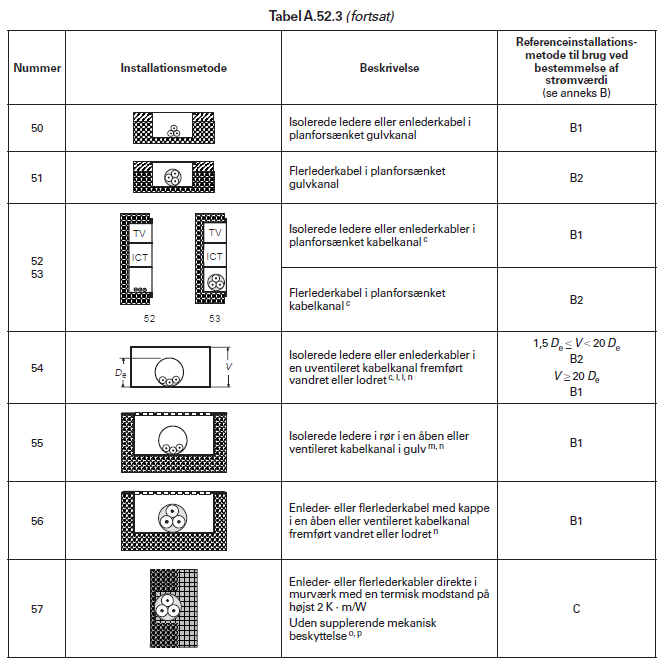 Tabel A.52.3 (fortsat)
Nummer
Installationsmetode
Beskrivelse
Referenceinstallations-
metode til brug ved
bestemmelse af
strømværdi
(se anneks B)
50
Isolerede ledere eller enlederkabel i
planforsænket gulvkanal
B1
51
Flerlederkabel i planforsænket
gulvkanal
B2
52
53
TV
ICT
52
TV
ICT
53
Isolerede ledere eller enlederkabler i
planforsænket kabelkanal c
B1
Flerlederkabel i planforsænket
kabelkanal c
B2
54
De
V
Isolerede ledere eller enlederkabler i
en uventileret kabelkanal fremført
vandret eller lodret c, l, i, n
1,5 De ≤ V < 20 De
B2
V ≥ 20 De
B1
55
Isolerede ledere i rør i en åben eller
ventileret kabelkanal i gulv m, n
B1
56
Enleder- eller flerlederkabel med kappe
i en åben eller ventileret kabelkanal
fremført vandret eller lodret n
B1
57
Enleder- eller flerlederkabler direkte i
murværk med en termisk modstand på
højst 2 K · m/W
Uden supplerende mekanisk
beskyttelse o, p
C